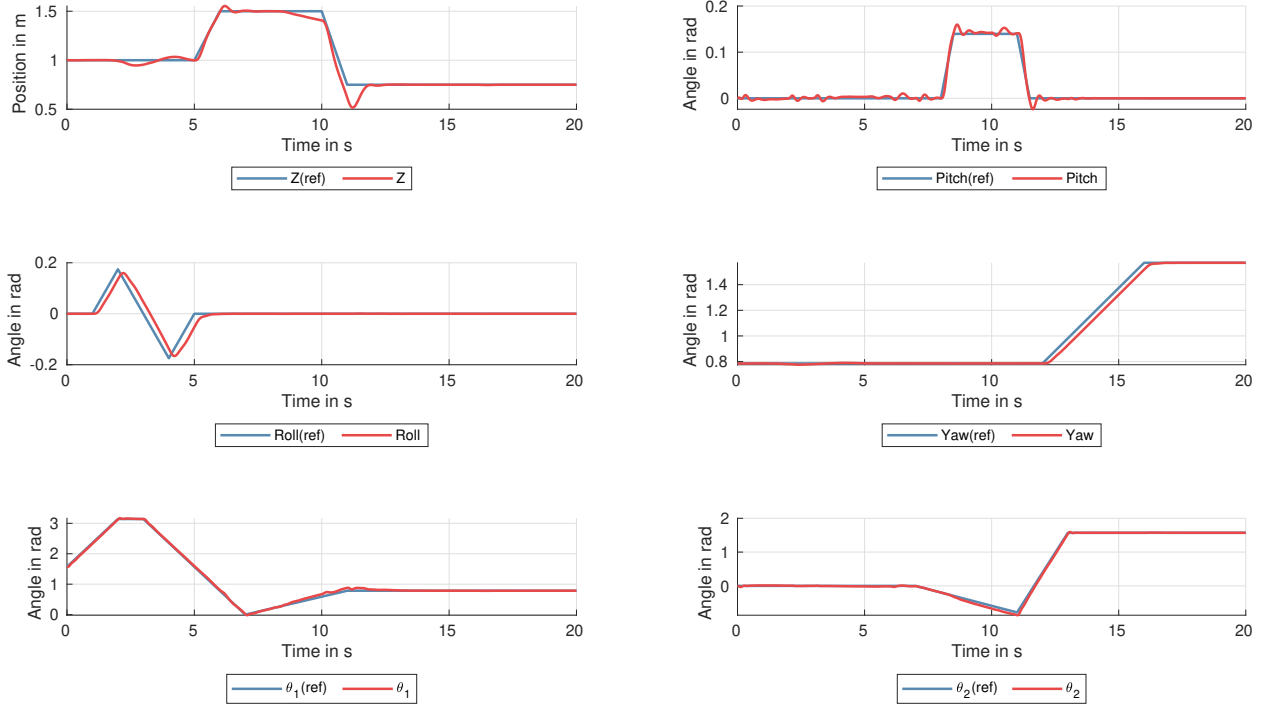 Position in m
1.5
1
0.5
0 5 10 15 20
Time in s
Z(ref) Z
Angle in rad
0.2
0.1
0
0 5 10 15 20
Time in s
Pitch(ref) Pitch
Angle in rad
0.2
0
-0.2
0 5 10 15 20
Time in s
Roll(ref) Roll
Angle in rad
1.4
1.2
1
0.8
0 5 10 15 20
Time in s
Yaw(ref) Yaw
Angle in rad
3
2
1
0
0 5 10 15 20
Time in s
θ₁(ref) θ₁
Angle in rad
2
1
0
0 5 10 15 20
Time in s
θ₂(ref) θ₂